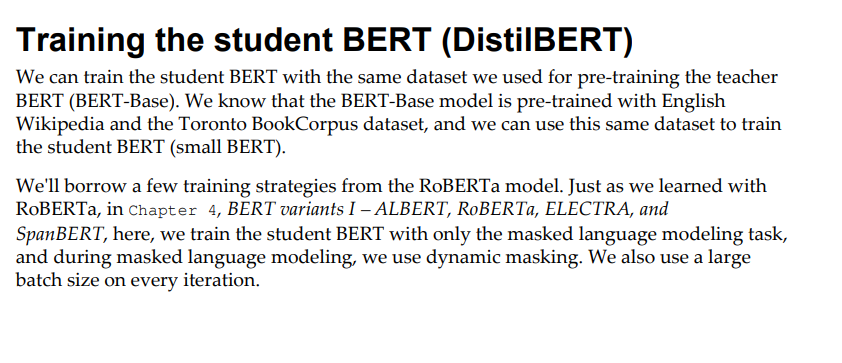 Training the student BERT (DistilBERT)
We can train the student BERT with the same dataset we used for pre-training the teacher
BERT (BERT-Base). We know that the BERT-Base model is pre-trained with English
Wikipedia and the Toronto BookCorpus dataset, and we can use this same dataset to train
the student BERT (small BERT).
We'll borrow a few training strategies from the RoBERTa model. Just as we learned with
RoBERTa, in Chapter 4, BERT variants I – ALBERT, RoBERTa, ELECTRA, and
SpanBERT, here, we train the student BERT with only the masked language modeling task,
and during masked language modeling, we use dynamic masking. We also use a large
batch size on every iteration.